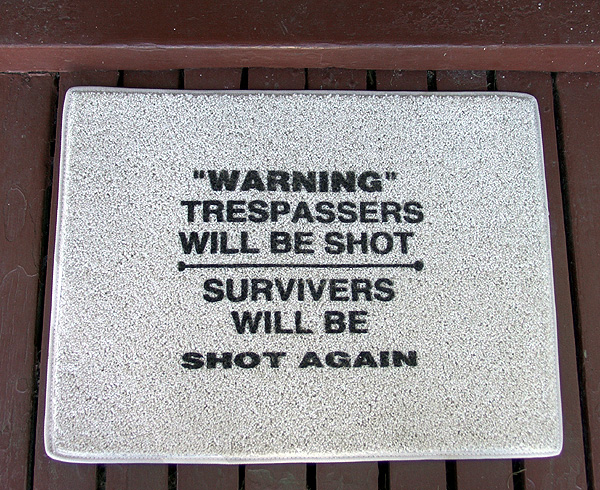 "WARNING"
TRESPASSERS
WILL BE SHOT
SURVIVERS
WILL BE
SHOT AGAIN